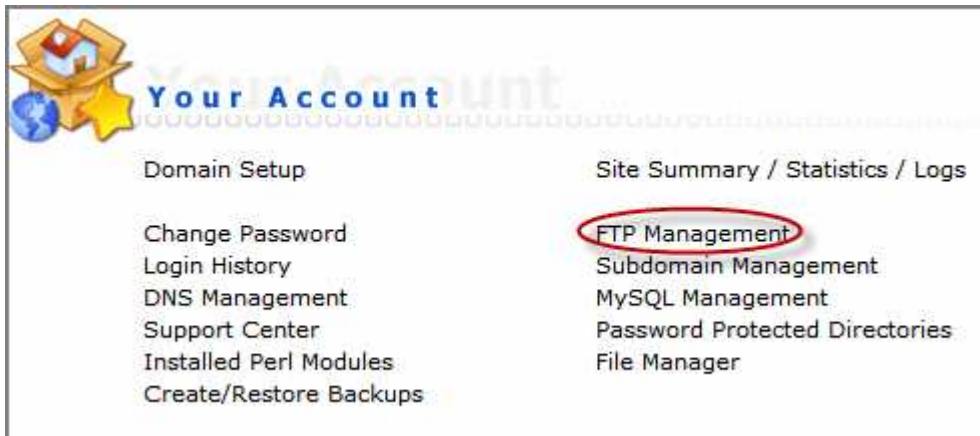 Your Account
Domain Setup
Site Summary / Statistics / Logs
Change Password
FTP Management
Login History
Subdomain Management
DNS Management
MySQL Management
Support Center
Password Protected Directories
Installed Perl Modules
File Manager
Create/Restore Backups